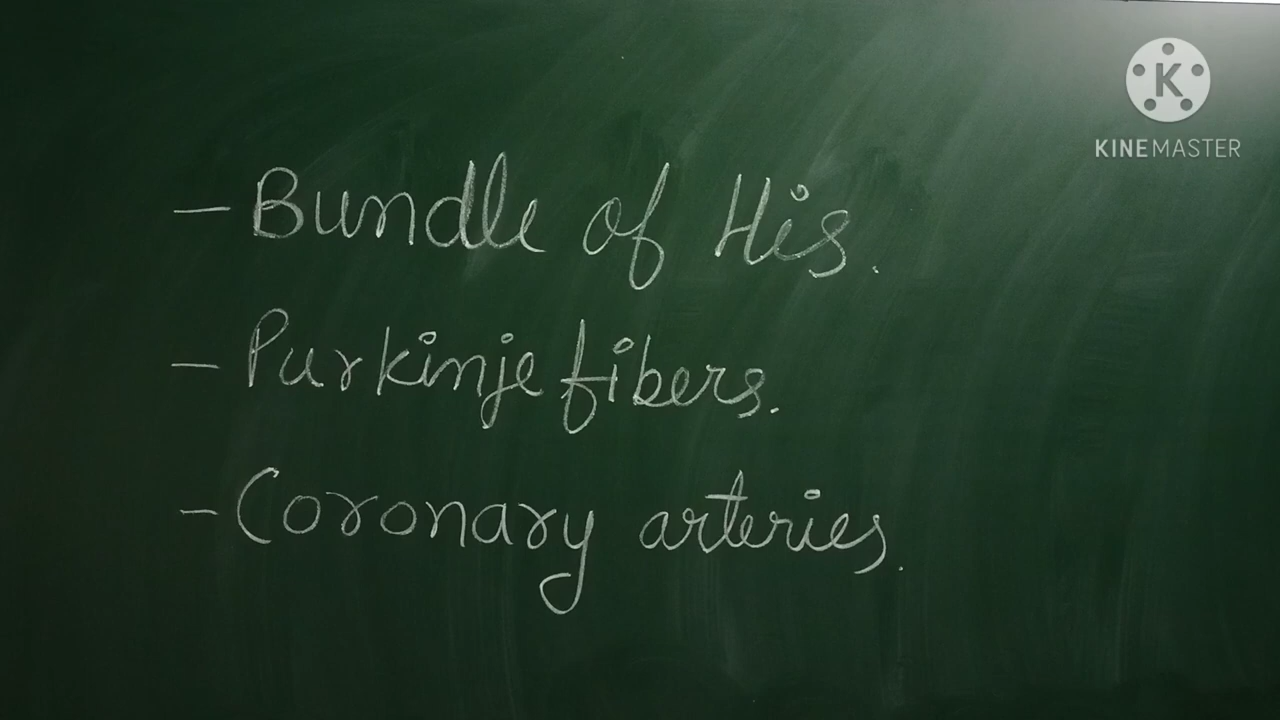 K
KINEMASTER
- Bundle of His.
- Purkinje fibers.
- Coronary arteries.